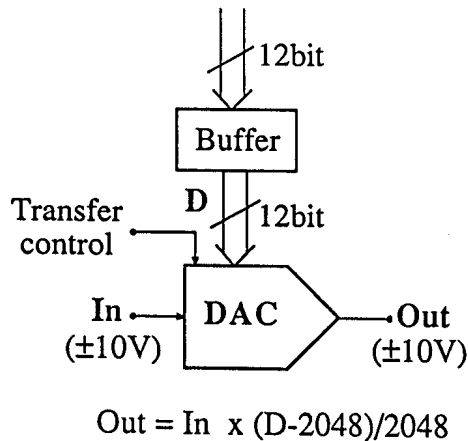 12bit
Buffer
D
12bit
Transfer
control
In
DAC
Out
(±10V)
(±10V)
Out = In x (D-2048)/2048